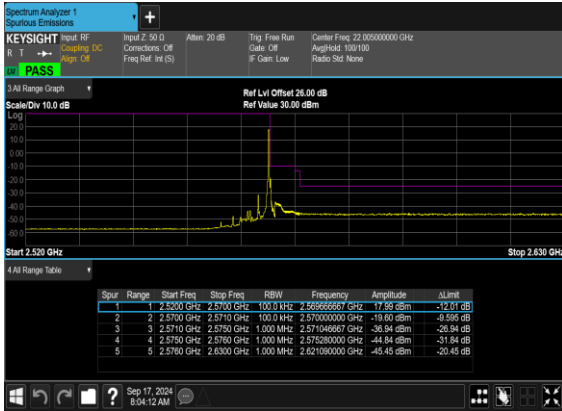 Spectrum Analyzer 1
Spurious Emissions
KEYSIGHT Input: RF Input Z: 50 Ω Atten: 20 dB Trig: Free Run Center Freq: 22.005000000 GHz
R T Coupling: DC Corrections: Off Gate: Off Avg|Hold: 100/100
Align: Off Freq Ref: Int (S) IF Gain: Low Radio Std: None
PASS
3 All Range Graph
Ref Lvl Offset 26.00 dB
Scale/Div 10.0 dB Ref Value 30.00 dBm
Log
20.0
10.0
0.00
-10.0
-20.0
-30.0
-40.0
-50.0
-60.0
Start 2.520 GHz Stop 2.630 GHz
4 All Range Table
Spur Range Start Freq Stop Freq RBW Frequency Amplitude ΔLimit
1 1 2.5200 GHz 2.5700 GHz 100.0 kHz 2.569666667 GHz 17.99 dBm -12.01 dB
2 2 2.5700 GHz 2.5710 GHz 100.0 kHz 2.570000000 GHz -19.60 dBm -9.595 dB
3 3 2.5710 GHz 2.5750 GHz 1.000 MHz 2.571046667 GHz -36.94 dBm -26.94 dB
4 4 2.5750 GHz 2.5760 GHz 1.000 MHz 2.575280000 GHz -44.84 dBm -31.84 dB
5 5 2.5760 GHz 2.6300 GHz 1.000 MHz 2.621090000 GHz -45.45 dBm -20.45 dB
? Sep 17, 2024
8:04:12 AM